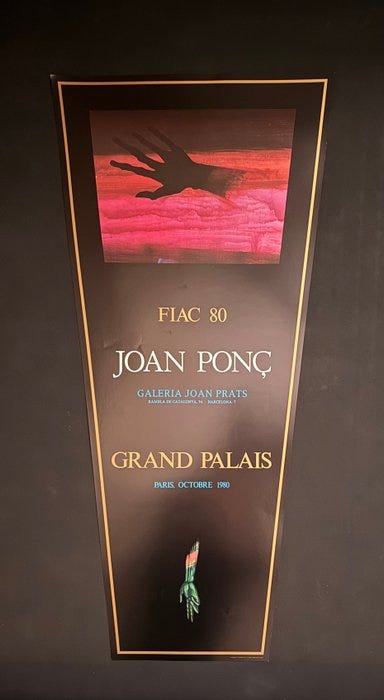 FIAC 80
JOAN PONÇ
GALERIA JOAN PRATS
RAMBLA DE CATALUNYA, 54 - BARCELONA-7
GRAND PALAIS
PARIS, OCTOBRE 1980